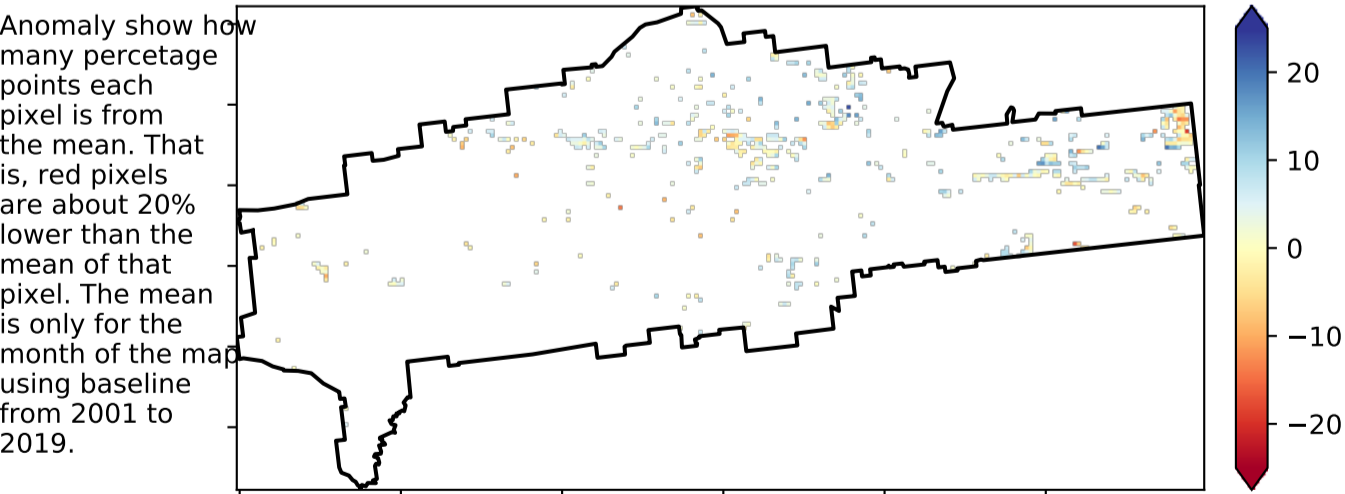 Anomaly show how
many percetage
points each
pixel is from
the mean. That
is, red pixels
are about 20%
lower than the
mean of that
pixel. The mean
is only for the
month of the map
using baseline
from 2001 to
2019.
20
10
0
−10
−20